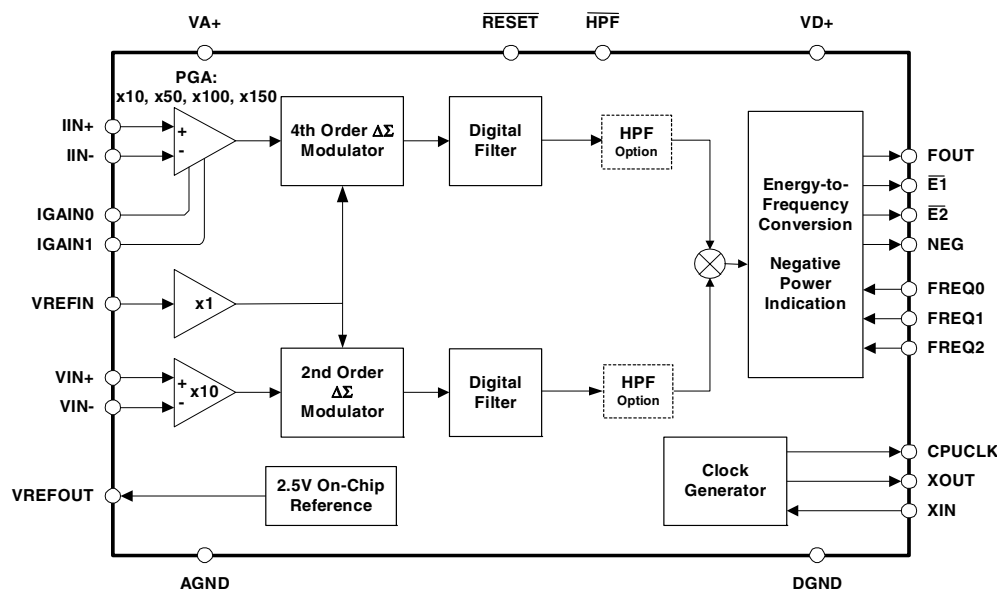 VA+
RESET
HPF
VD+
PGA:
x10, x50, x100, x150
IIN+
IIN-
IGAIN0
IGAIN1
+
-
4th Order ΔΣ
Modulator
Digital
Filter
HPF
Option
VREFIN
x1
VIN+
VIN-
+
-
x10
2nd Order
ΔΣ
Modulator
Digital
Filter
HPF
Option
Energy-to-
Frequency
Conversion
Negative
Power
Indication
FOUT
E1
E2
NEG
FREQ0
FREQ1
FREQ2
VREFOUT
2.5V On-Chip
Reference
Clock
Generator
CPUCLK
XOUT
XIN
AGND
DGND